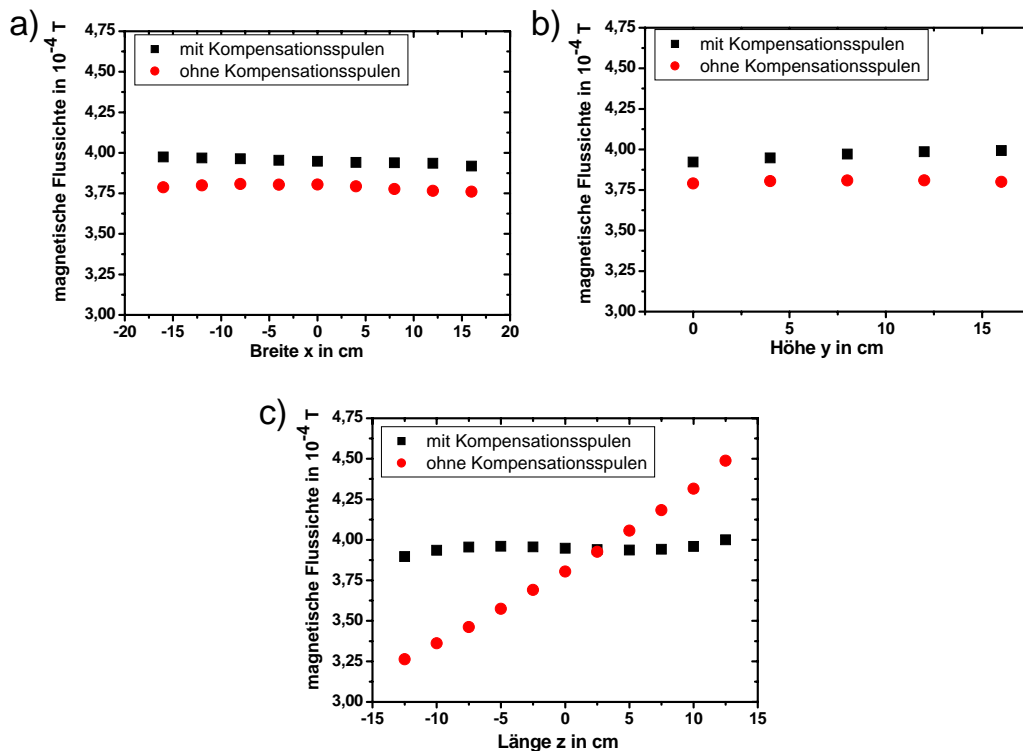 a)
magnetische Flussichte in 10⁻⁴ T
4,75
4,50
4,25
4,00
3,75
3,50
3,25
3,00
mit Kompensationsspulen
ohne Kompensationsspulen
-20 -15 -10 -5 0 5 10 15 20
Breite x in cm
b)
magnetische Flussichte in 10⁻⁴ T
4,75
4,50
4,25
4,00
3,75
3,50
3,25
3,00
mit Kompensationsspulen
ohne Kompensationsspulen
0 5 10 15
Höhe y in cm
c)
magnetische Flussichte in 10⁻⁴ T
4,75
4,50
4,25
4,00
3,75
3,50
3,25
3,00
mit Kompensationsspulen
ohne Kompensationsspulen
-15 -10 -5 0 5 10 15
Länge z in cm